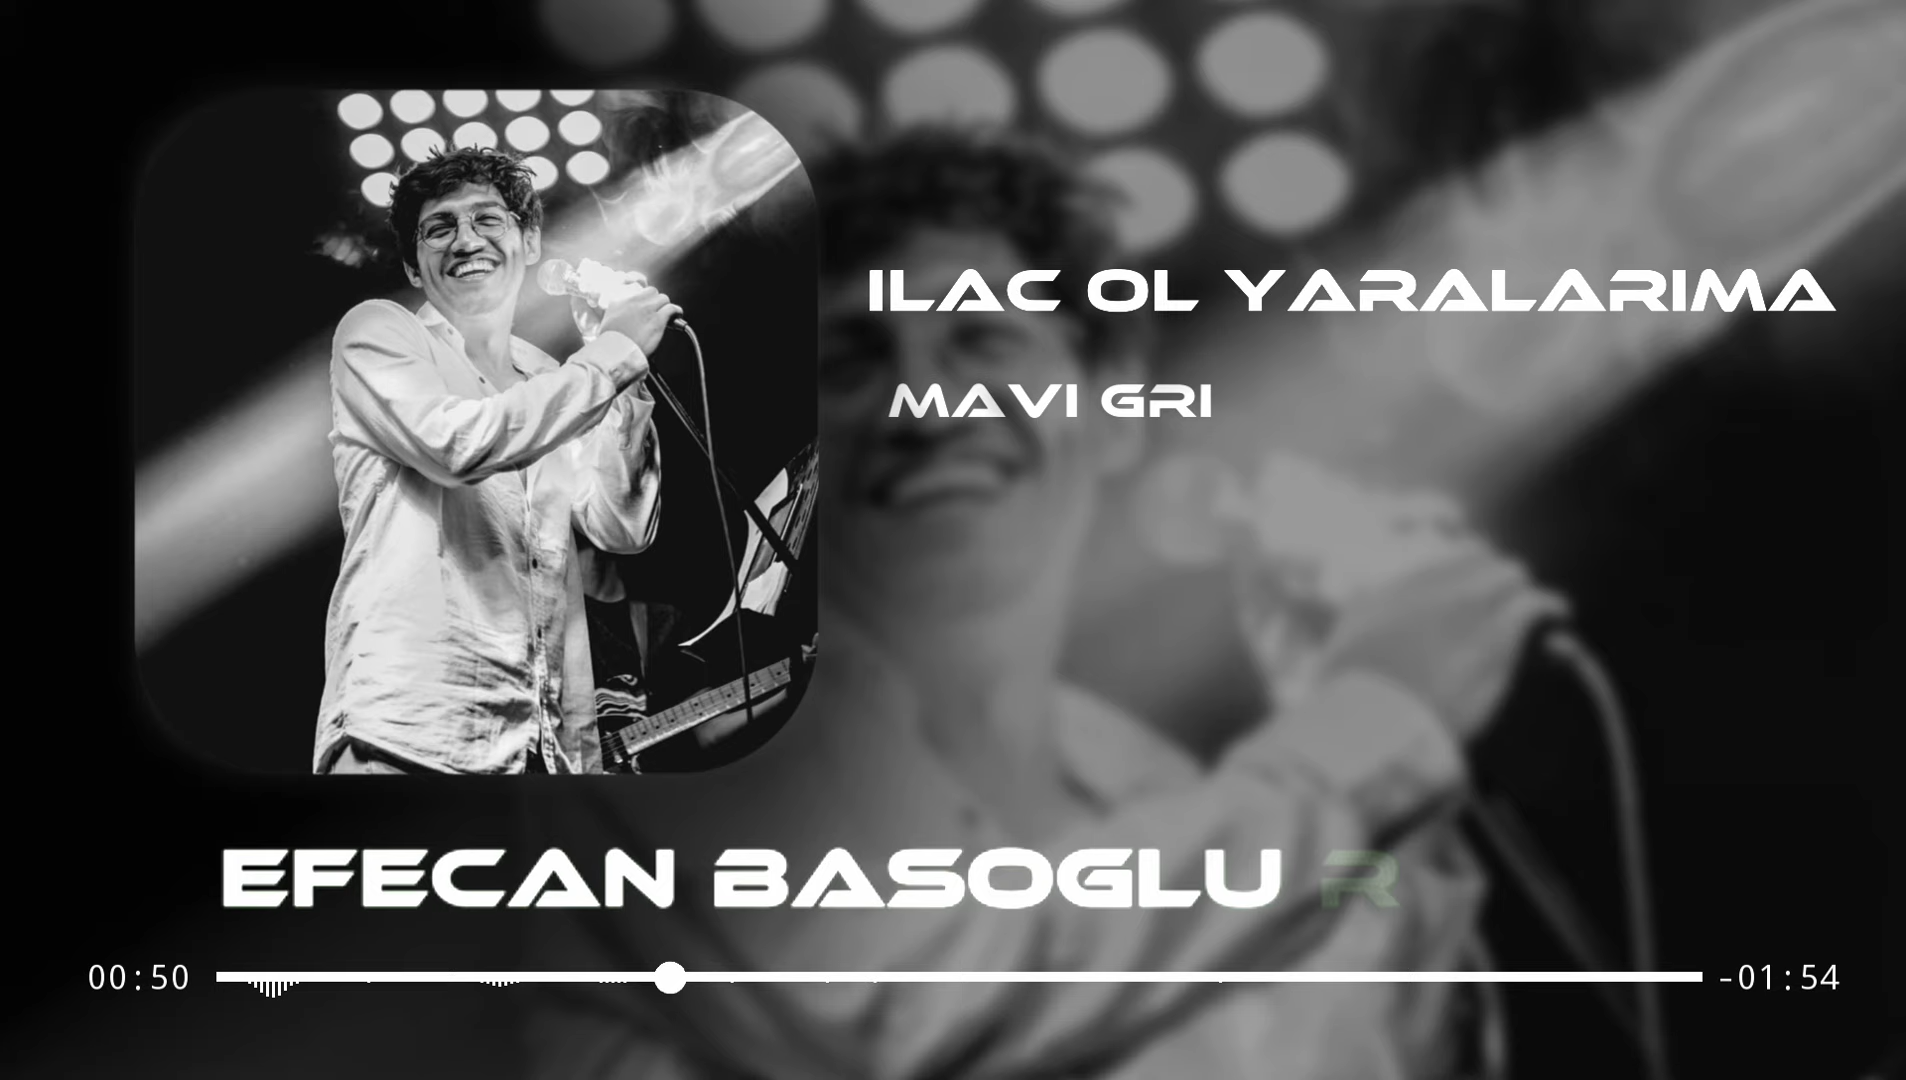 ILAC OL YARALARIMA
MAVI GRI
EFECAN BASOGLU R
00:50
-01:54